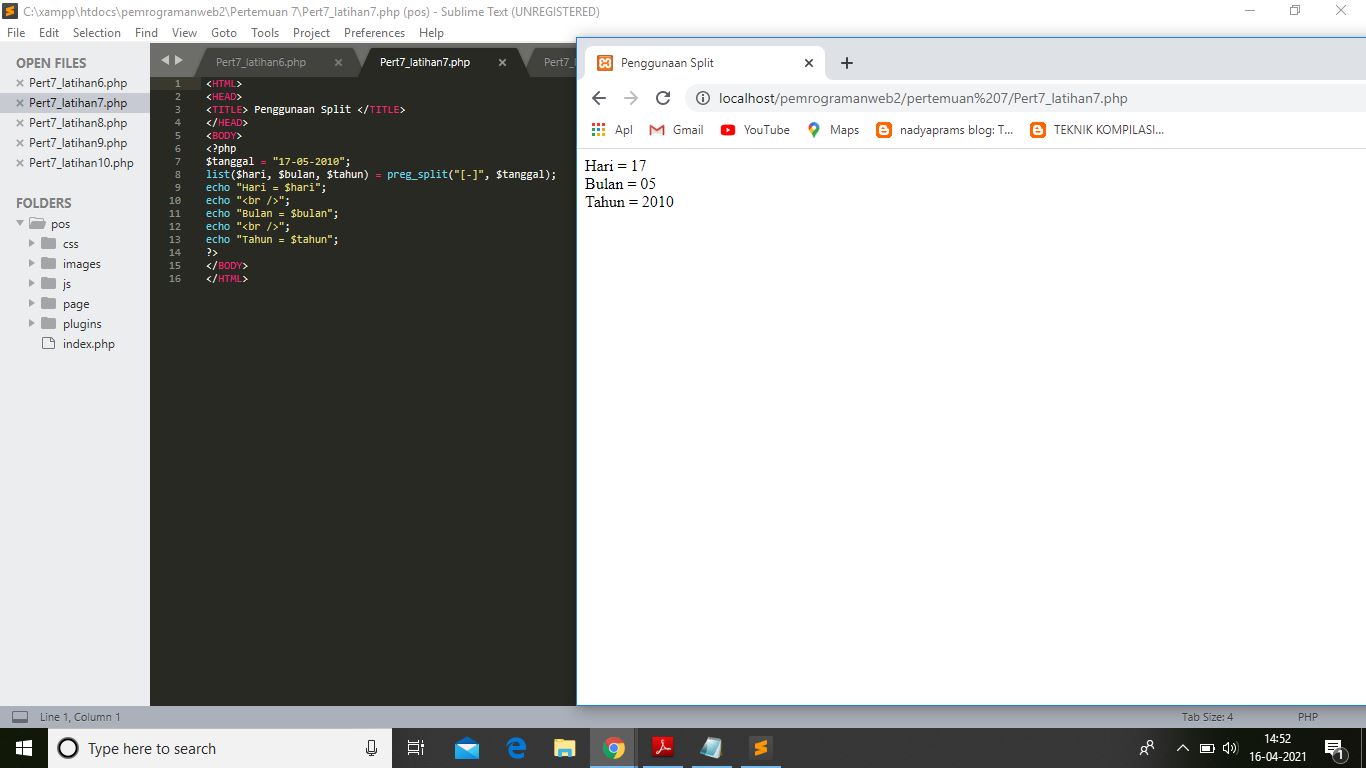 C:\xampp\htdocs\pemrogramanweb2\Pertemuan 7\Pert7_latihan7.php (pos) - Sublime Text (UNREGISTERED)
File Edit Selection Find View Goto Tools Project Preferences Help
OPEN FILES
Pert7_latihan6.php
Pert7_latihan7.php
Pert7_latihan8.php
Pert7_latihan9.php
Pert7_latihan10.php
FOLDERS
pos
css
images
js
page
plugins
index.php
Pert7_latihan6.php Pert7_latihan7.php Pert7_l
1 <HTML>
2 <HEAD>
3 <TITLE> Penggunaan Split </TITLE>
4 </HEAD>
5 <BODY>
6 <?php
7 $tanggal = "17-05-2010";
8 list($hari, $bulan, $tahun) = preg_split("[-]", $tanggal);
9 echo "Hari = $hari";
10 echo "<br />";
11 echo "Bulan = $bulan";
12 echo "<br />";
13 echo "Tahun = $tahun";
14 ?>
15 </BODY>
16 </HTML>
Penggunaan Split
localhost/pemrogramanweb2/pertemuan%207/Pert7_latihan7.php
Apl Gmail YouTube Maps nadyaprams blog: T... TEKNIK KOMPILASI...
Hari = 17
Bulan = 05
Tahun = 2010
Line 1, Column 1 Tab Size: 4 PHP
Type here to search
14:52
16-04-2021
1